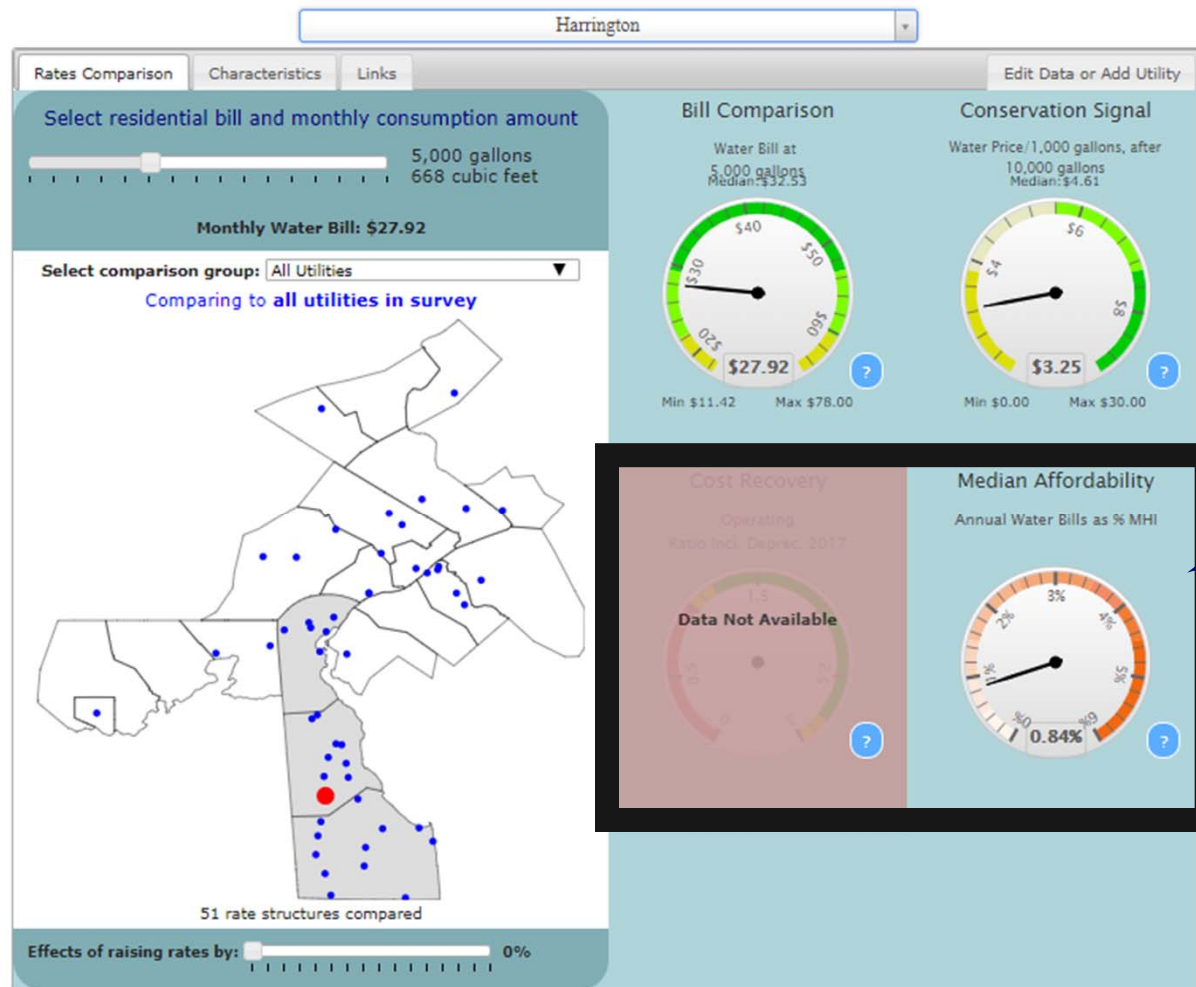 Harrington
Rates Comparison
Characteristics
Links
Edit Data or Add Utility
Select residential bill and monthly consumption amount
5,000 gallons
668 cubic feet
Monthly Water Bill: $27.92
Select comparison group: All Utilities
Comparing to all utilities in survey
51 rate structures compared
Effects of raising rates by: 0%
Bill Comparison
Water Bill at
5,000 gallons
Median:$32.53
$20
$30
$40
$50
$60
$27.92
?
Min $11.42 Max $78.00
Conservation Signal
Water Price/1,000 gallons, after
10,000 gallons
Median:$4.61
$4
$6
$8
$3.25
?
Min $0.00 Max $30.00
Cost Recovery
Operating
Ratio Incl. Deprec. 2017
0
0.5
1.5
2.5
3
Data Not Available
?
Median Affordability
Annual Water Bills as % MHI
0%
1%
2%
3%
4%
5%
6%
0.84%
?